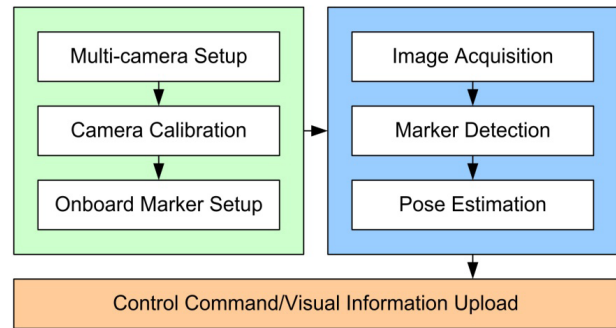 Multi-camera Setup
Camera Calibration
Onboard Marker Setup
Image Acquisition
Marker Detection
Pose Estimation
Control Command/Visual Information Upload